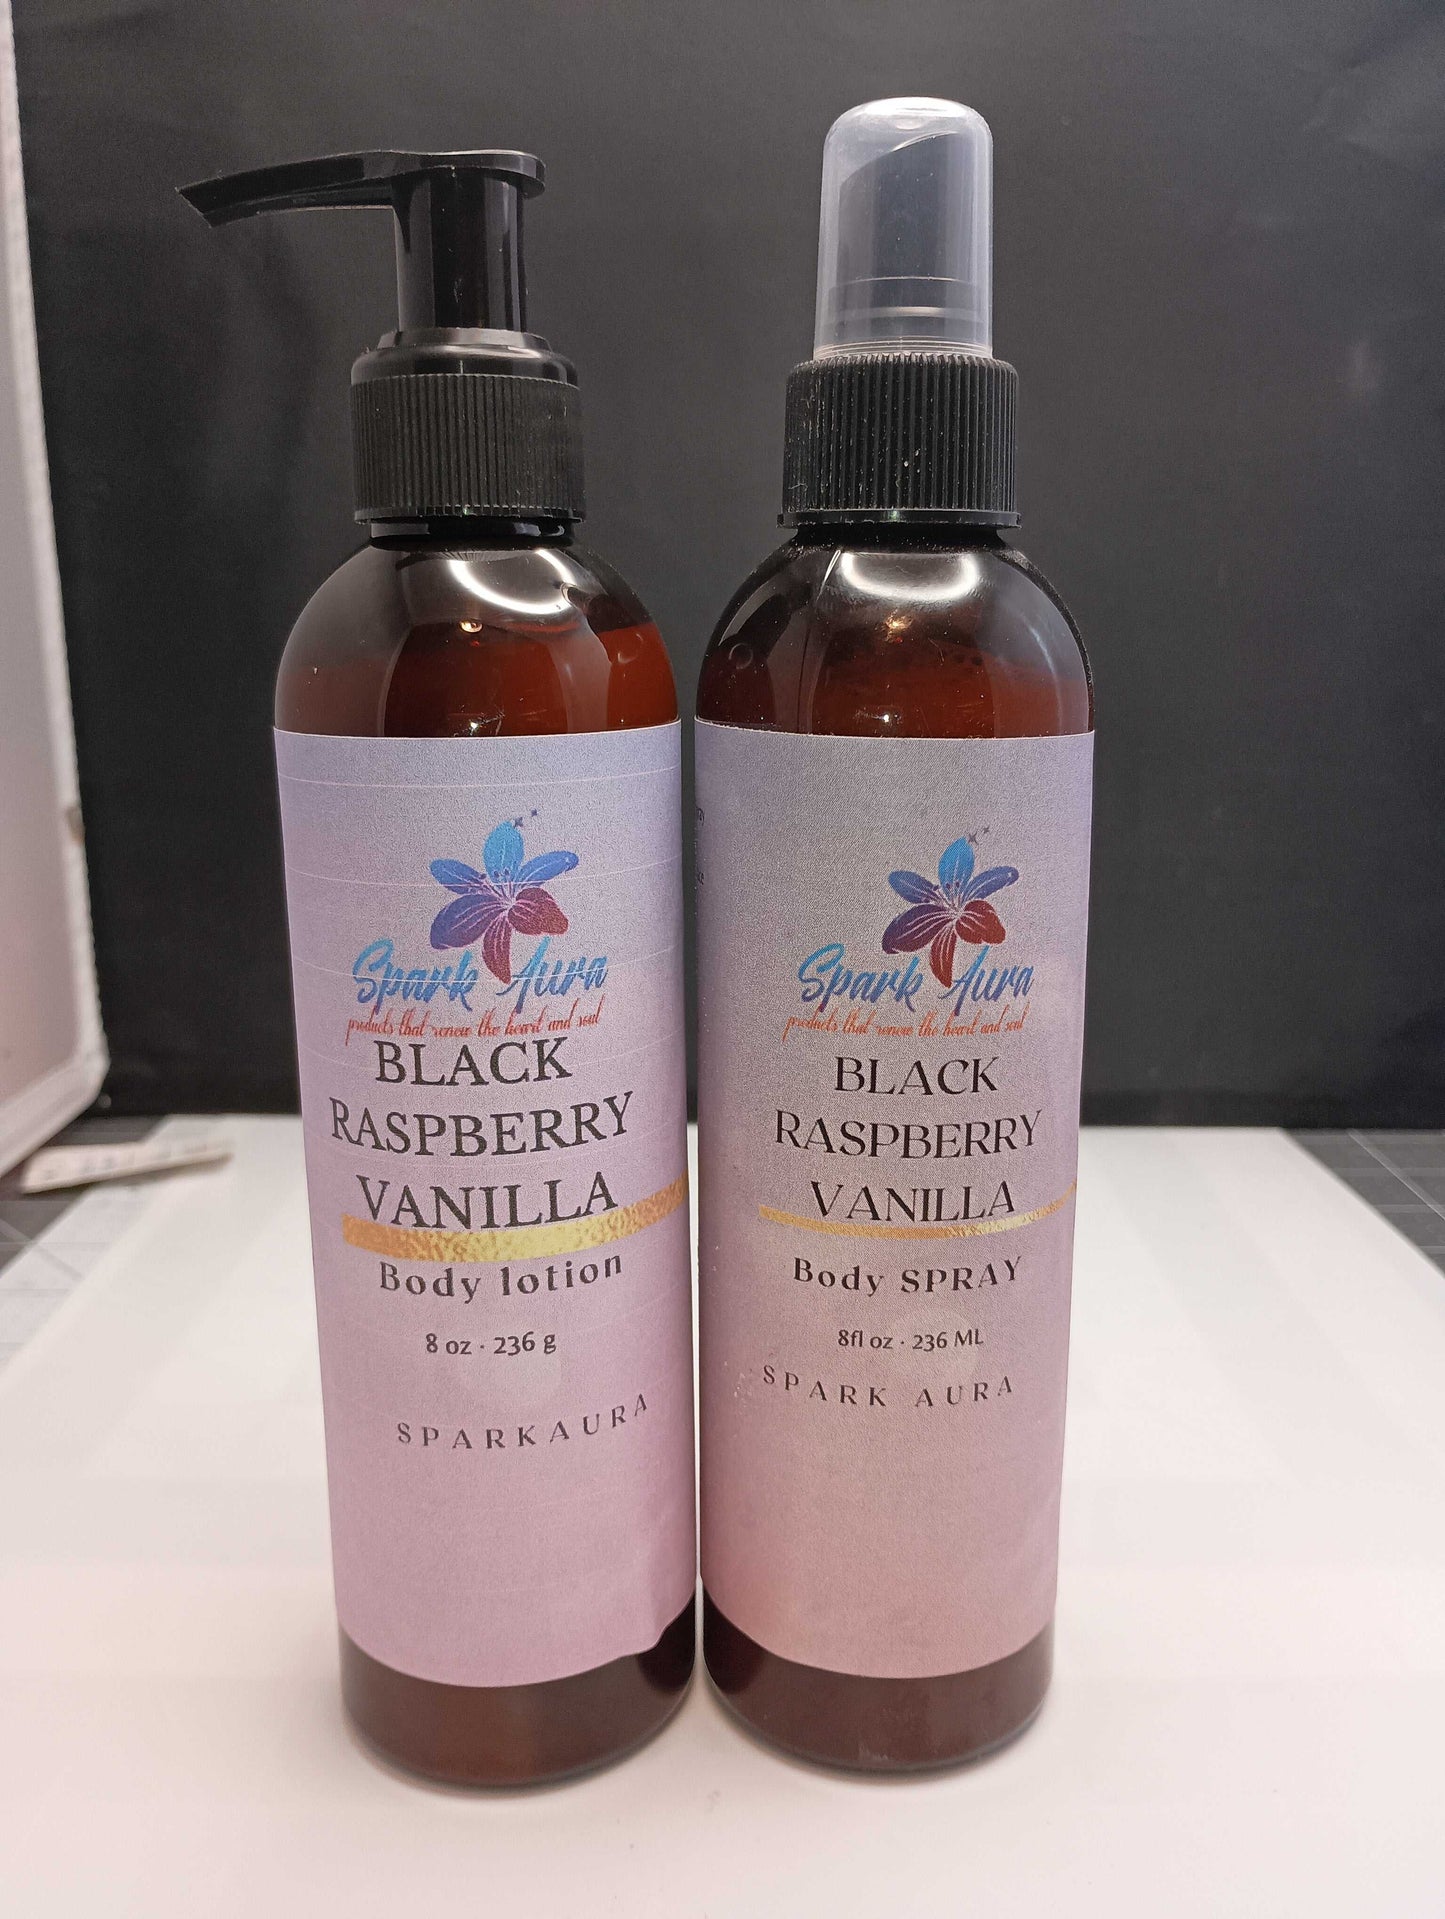 Spark Aura
products that renew the heart and soul
BLACK
RASPBERRY
VANILLA
Body lotion
8 oz · 236 g
SPARKAURA
Spark Aura
products that renew the heart and soul
BLACK
RASPBERRY
VANILLA
Body SPRAY
8fl oz · 236 ML
SPARK AURA